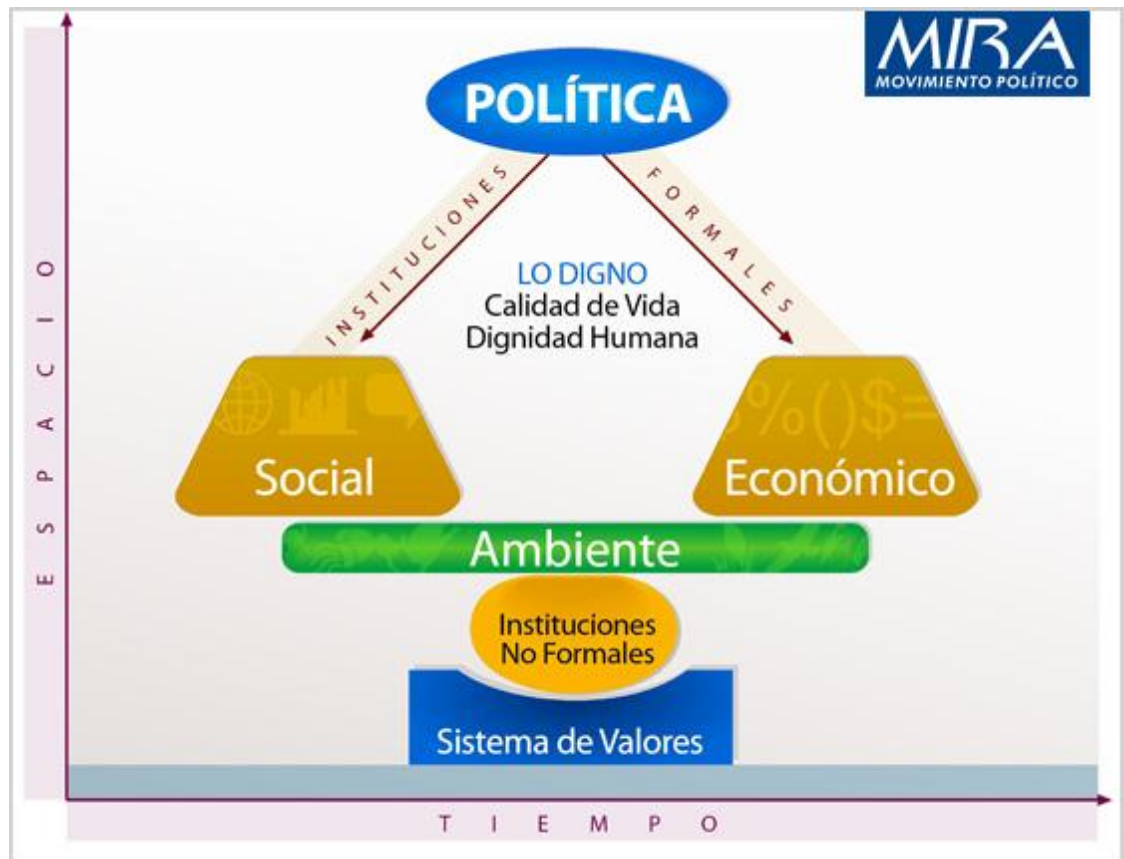 MIRA
MOVIMIENTO POLÍTICO
POLÍTICA
INSTITUCIONES
FORMALES
LO DIGNO
Calidad de Vida
Dignidad Humana
ESPACIO
%()$=
Social
Económico
Ambiente
Instituciones
No Formales
Sistema de Valores
TIEMPO